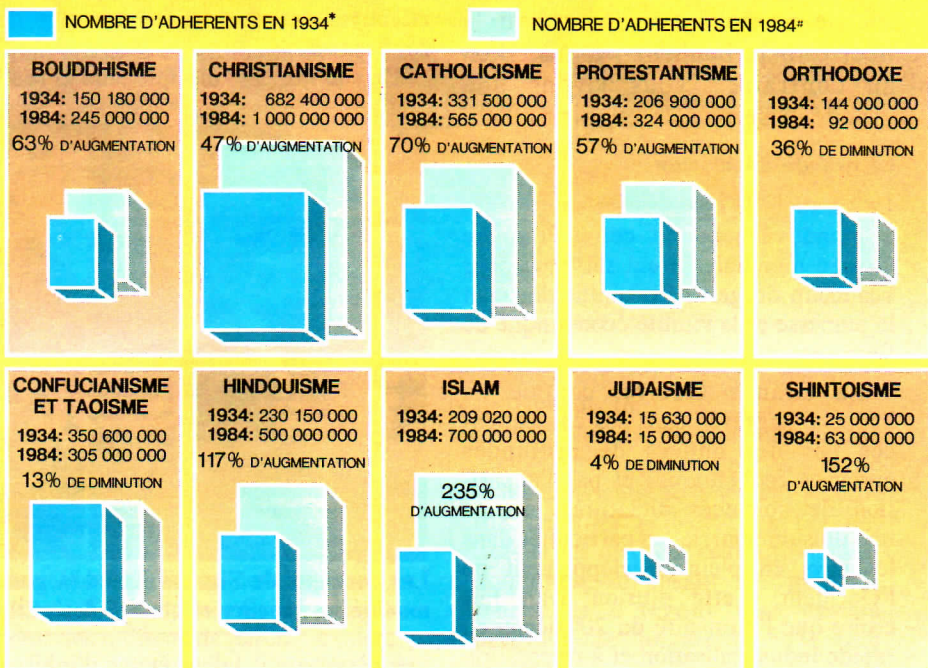 NOMBRE D'ADHERENTS EN 1934*
NOMBRE D'ADHERENTS EN 1984#
BOUDDHISME
1934: 150 180 000
1984: 245 000 000
63% D'AUGMENTATION
CHRISTIANISME
1934: 682 400 000
1984: 1 000 000 000
47% D'AUGMENTATION
CATHOLICISME
1934: 331 500 000
1984: 565 000 000
70% D'AUGMENTATION
PROTESTANTISME
1934: 206 900 000
1984: 324 000 000
57% D'AUGMENTATION
ORTHODOXE
1934: 144 000 000
1984: 92 000 000
36% DE DIMINUTION
CONFUCIANISME
ET TAOISME
1934: 350 600 000
1984: 305 000 000
13% DE DIMINUTION
HINDOUISME
1934: 230 150 000
1984: 500 000 000
117% D'AUGMENTATION
ISLAM
1934: 209 020 000
1984: 700 000 000
235%
D'AUGMENTATION
JUDAISME
1934: 15 630 000
1984: 15 000 000
4% DE DIMINUTION
SHINTOISME
1934: 25 000 000
1984: 63 000 000
152%
D'AUGMENTATION